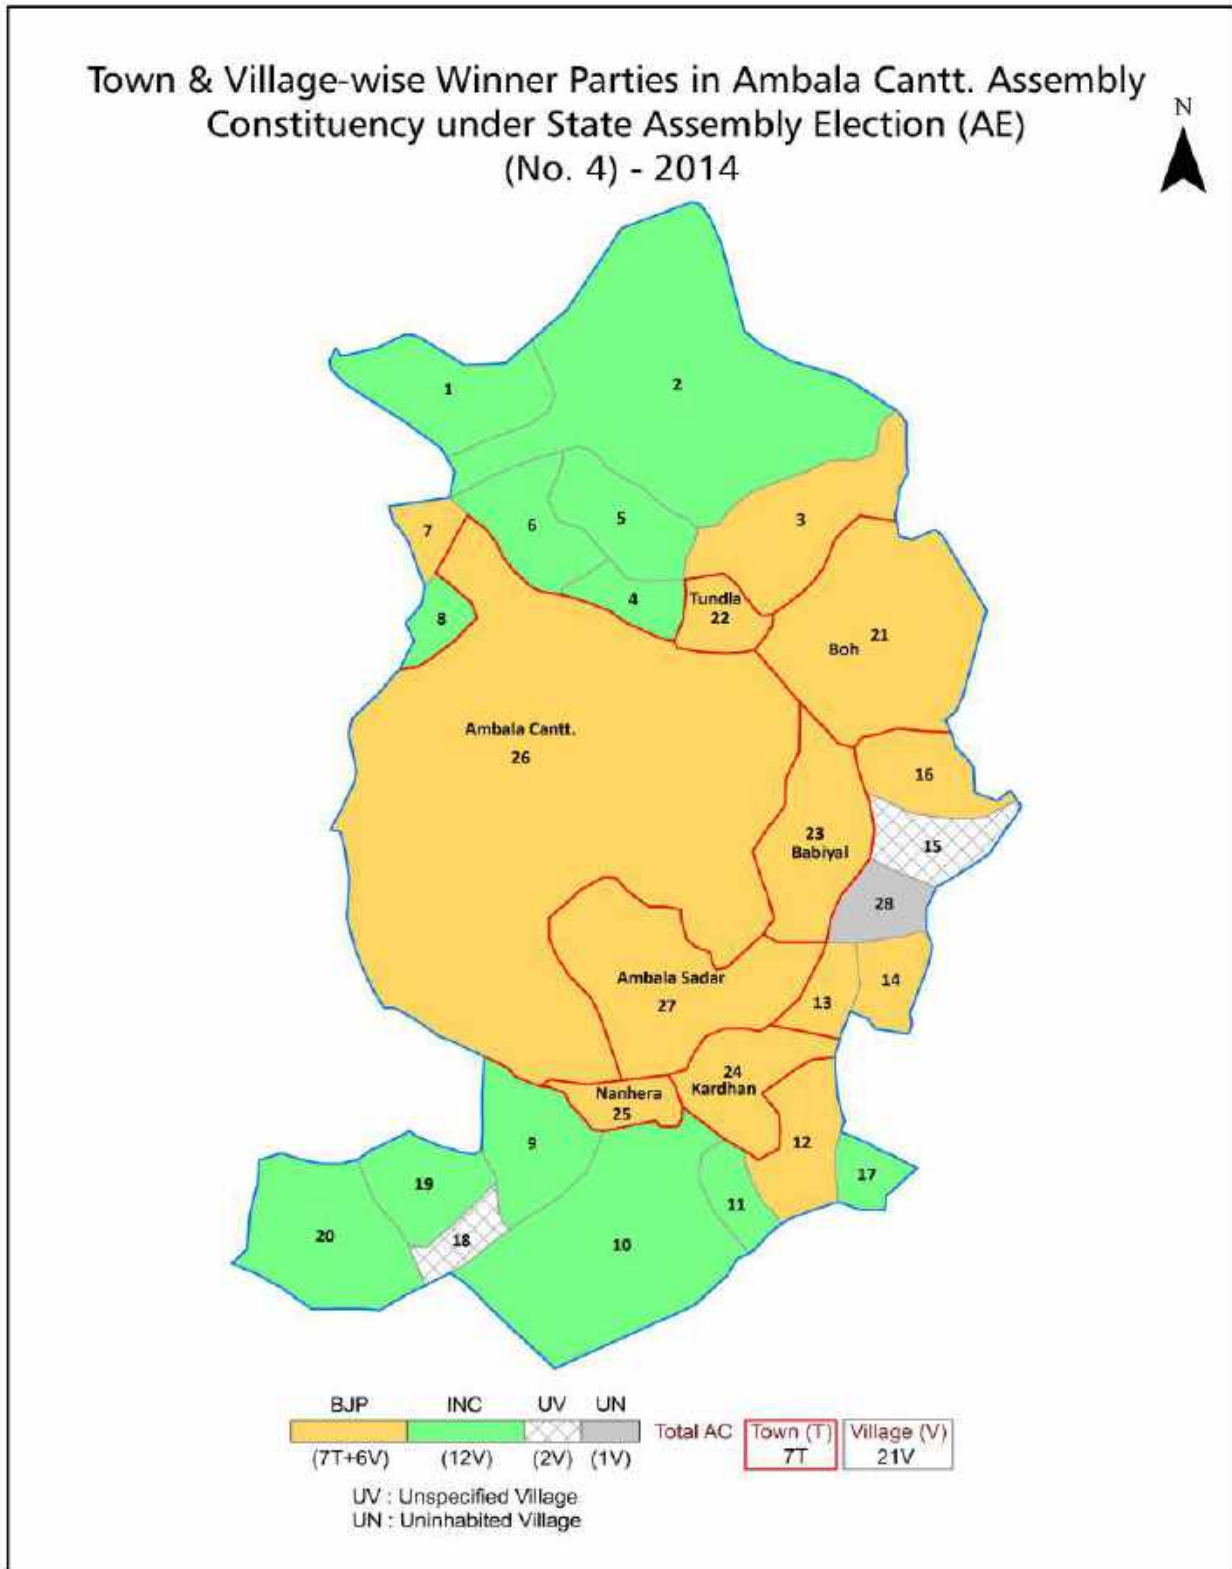 Town & Village-wise Winner Parties in Ambala Cantt. Assembly
Constituency under State Assembly Election (AE)
(No. 4) - 2014
N
1
2
3
7
6
5
4
Tundla
22
8
21
Boh
Ambala Cantt.
26
16
23
Babiyal
15
28
Ambala Sadar
27
14
13
24
Kardhan
Nanhera
25
9
12
17
19
11
20
18
10
BJP INC UV UN
Total AC Town (T) Village (V)
7T 21V
(7T+6V) (12V) (2V) (1V)
UV : Unspecified Village
UN : Uninhabited Village